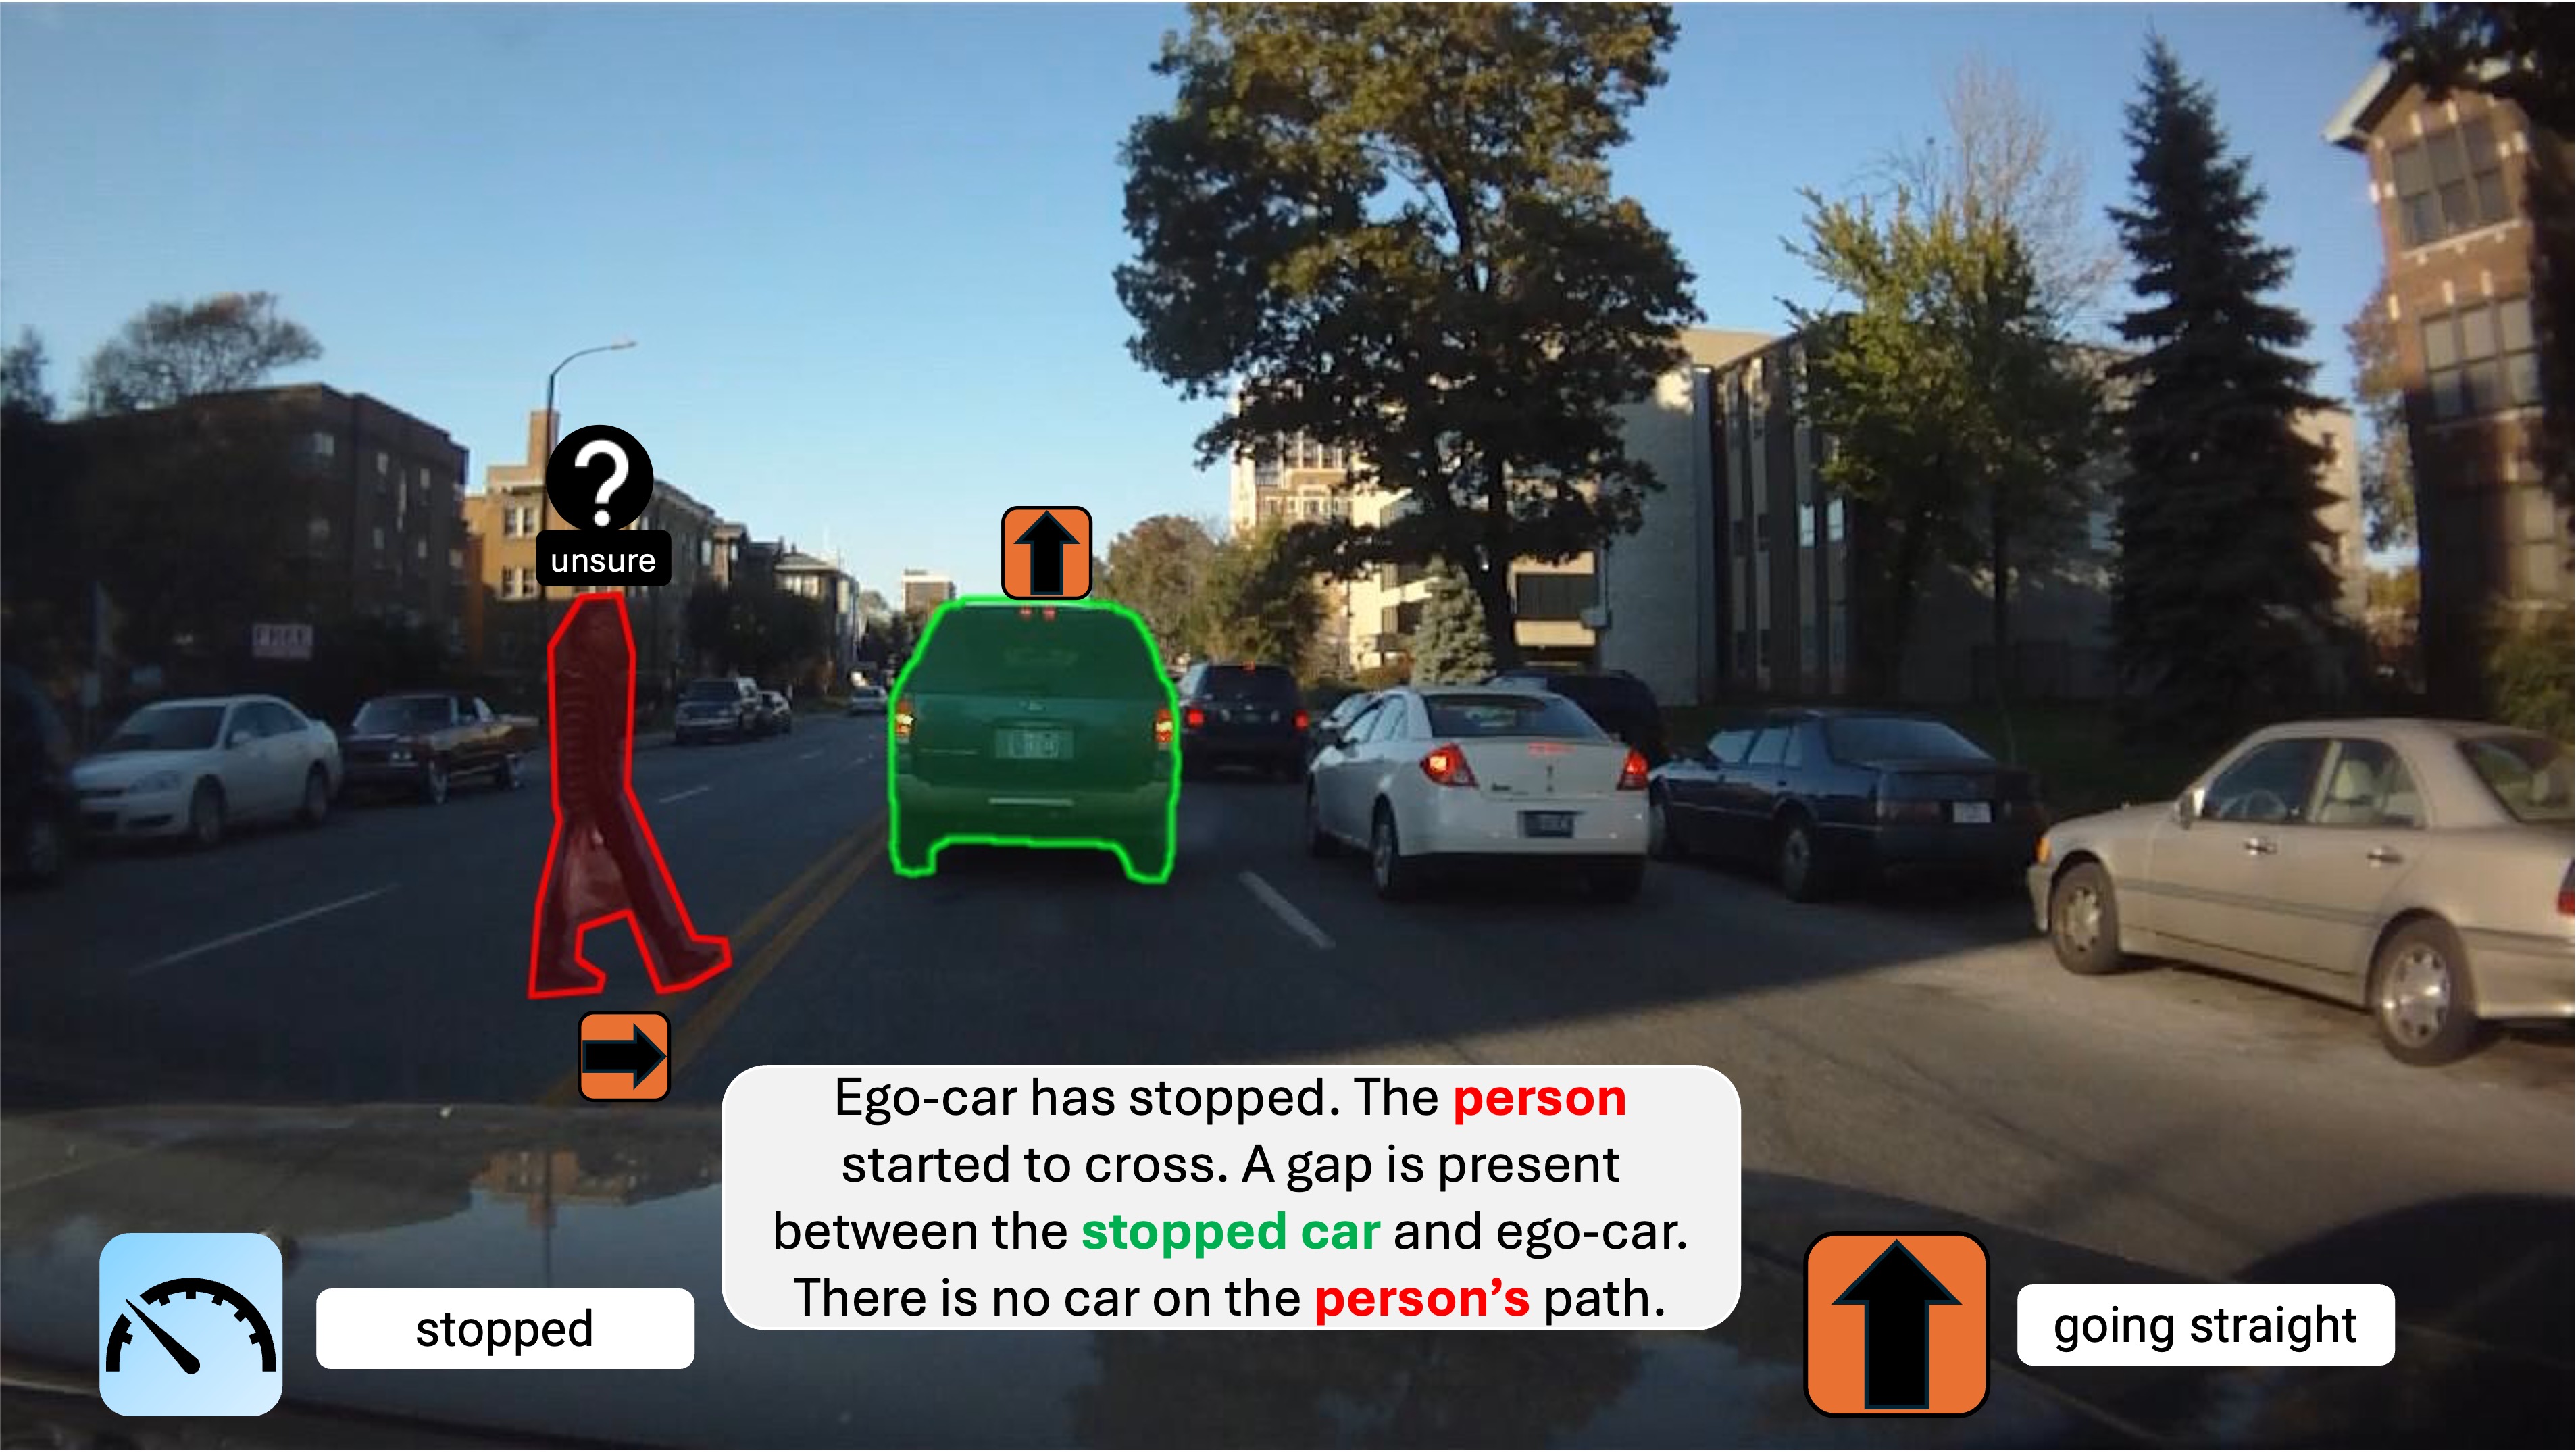 ?
unsure
FREE
Ego-car has stopped. The person
started to cross. A gap is present
between the stopped car and ego-car.
There is no car on the person’s path.
stopped
going straight